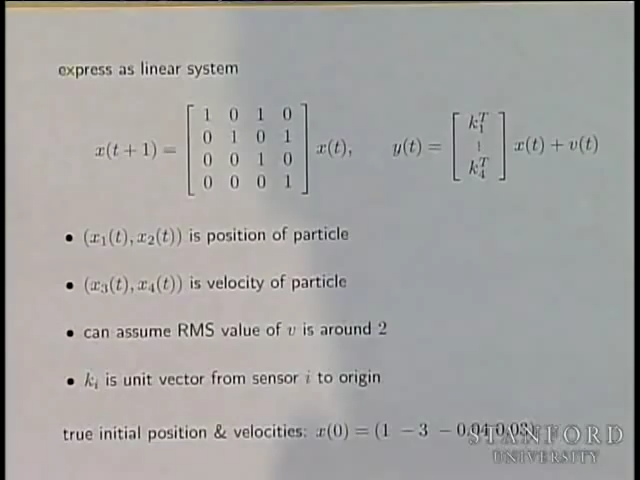 express as linear system
x(t + 1) = [ 1 0 1 0 ; 0 1 0 1 ; 0 0 1 0 ; 0 0 0 1 ] x(t), y(t) = [ k_1^T ⋮ k_4^T ] x(t) + v(t)
• (x_1(t), x_2(t)) is position of particle
• (x_3(t), x_4(t)) is velocity of particle
• can assume RMS value of v is around 2
• k_i is unit vector from sensor i to origin
true initial position & velocities: x(0) = (1 −3 −0.04 0.03)
STANFORD
UNIVERSITY